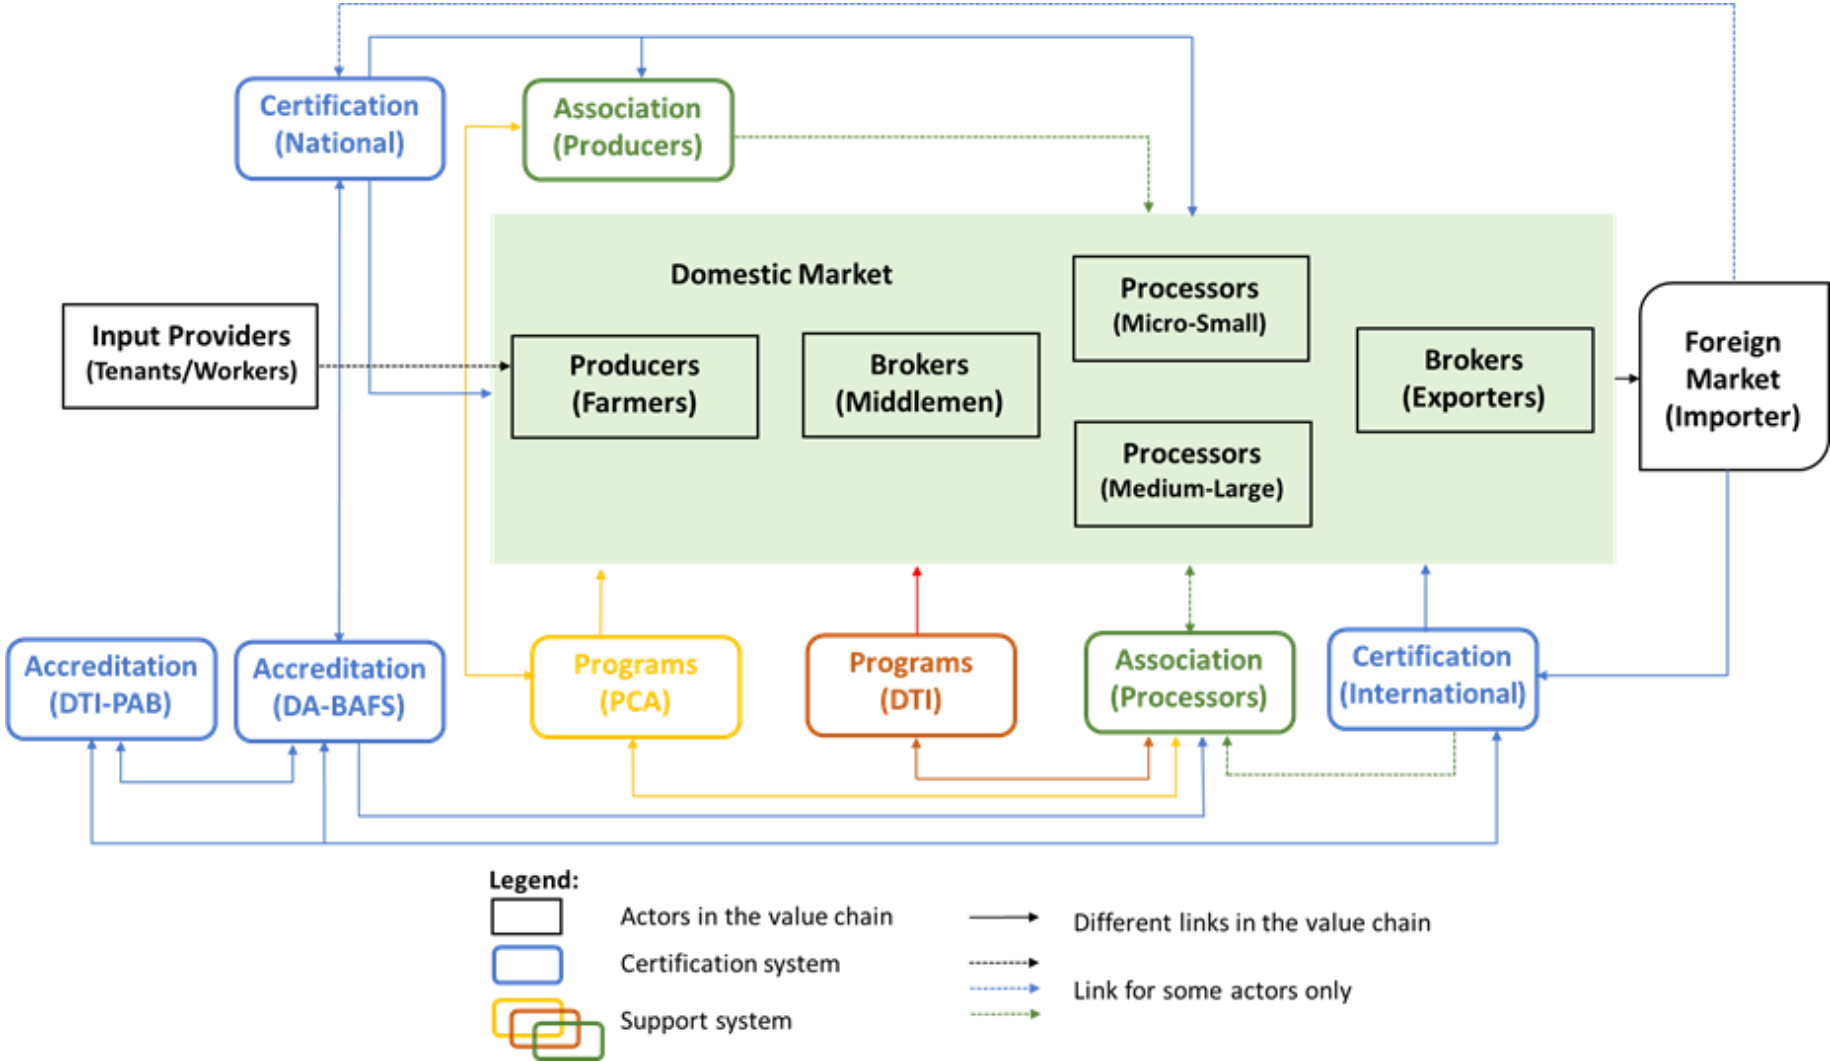 Certification
(National)
Association
(Producers)
Domestic Market
Input Providers
(Tenants/Workers)
Producers
(Farmers)
Brokers
(Middlemen)
Processors
(Micro-Small)
Processors
(Medium-Large)
Brokers
(Exporters)
Foreign
Market
(Importer)
Accreditation
(DTI-PAB)
Accreditation
(DA-BAFS)
Programs
(PCA)
Programs
(DTI)
Association
(Processors)
Certification
(International)
Legend:
Actors in the value chain
Certification system
Support system
Different links in the value chain
Link for some actors only